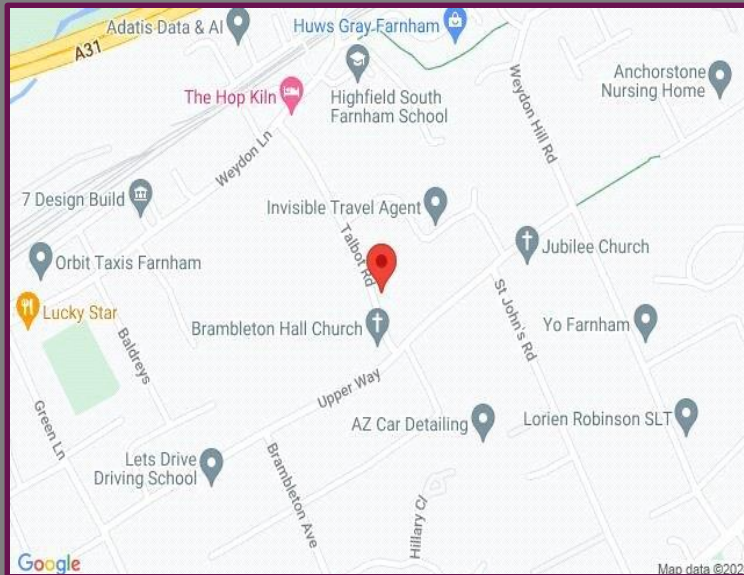 Adatis Data & AI
Huws Gray Farnham
A31
Anchorstone
Nursing Home
The Hop Kiln
Highfield South
Farnham School
Weydon Hill Rd
Weydon Ln
7 Design Build
Invisible Travel Agent
Talbot Rd
Jubilee Church
Orbit Taxis Farnham
St John's Rd
Lucky Star
Brambleton Hall Church
Yo Farnham
Baldreys
Upper Way
Green Ln
AZ Car Detailing
Lorien Robinson SLT
Lets Drive
Driving School
Brambleton Ave
Hillary Cl
Google
Map data ©202